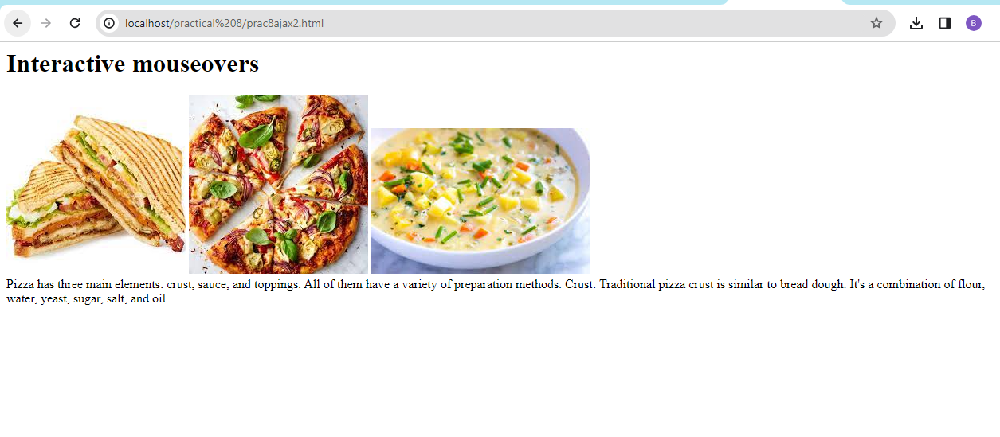 localhost/practical%208/prac8ajax2.html
B
Interactive mouseovers
Pizza has three main elements: crust, sauce, and toppings. All of them have a variety of preparation methods. Crust: Traditional pizza crust is similar to bread dough. It's a combination of flour,
water, yeast, sugar, salt, and oil